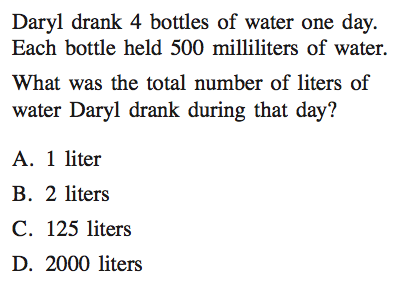 Daryl drank 4 bottles of water one day.
Each bottle held 500 milliliters of water.
What was the total number of liters of
water Daryl drank during that day?
A. 1 liter
B. 2 liters
C. 125 liters
D. 2000 liters